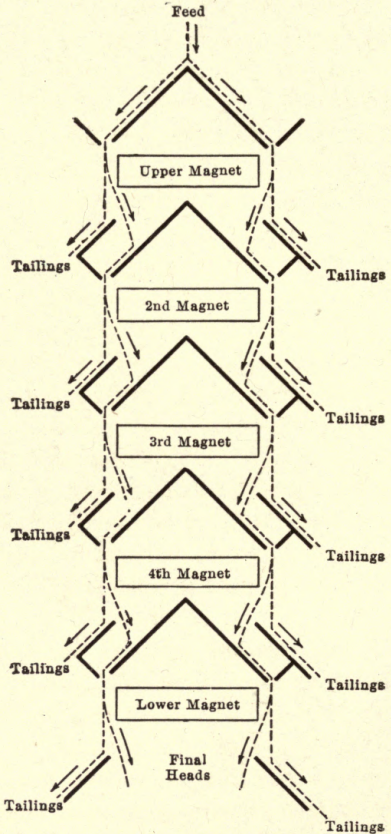 Feed
Upper Magnet
Tailings
Tailings
2nd Magnet
Tailings
Tailings
3rd Magnet
Tailings
Tailings
4th Magnet
Tailings
Tailings
Lower Magnet
Final
Heads
Tailings
Tailings